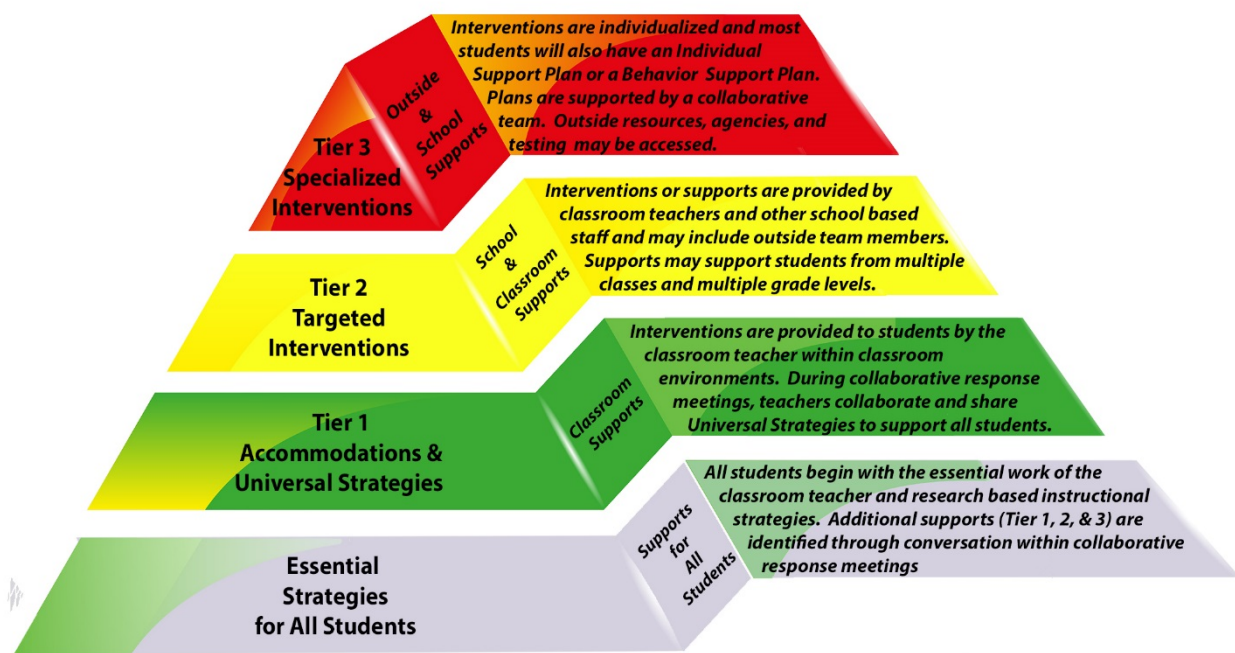 Tier 3
Specialized
Interventions
Outside
&
School
Supports
Interventions are individualized and most
students will also have an Individual
Support Plan or a Behavior Support Plan.
Plans are supported by a collaborative
team. Outside resources, agencies, and
testing may be accessed.
Tier 2
Targeted
Interventions
School
&
Classroom
Supports
Interventions or supports are provided by
classroom teachers and other school based
staff and may include outside team members.
Supports may support students from multiple
classes and multiple grade levels.
Tier 1
Accommodations &
Universal Strategies
Classroom
Supports
Interventions are provided to students by the
classroom teacher within classroom
environments. During collaborative response
meetings, teachers collaborate and share
Universal Strategies to support all students.
Essential
Strategies
for All Students
Supports
for
All
Students
All students begin with the essential work of the
classroom teacher and research based instructional
strategies. Additional supports (Tier 1, 2, & 3) are
identified through conversation within collaborative
response meetings